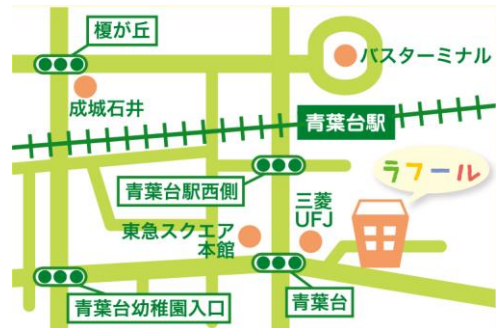 榎が丘
バスターミナル
成城石井
青葉台駅
ラフール
青葉台駅西側
三菱
UFJ
東急スクエア
本館
青葉台幼稚園入口
青葉台